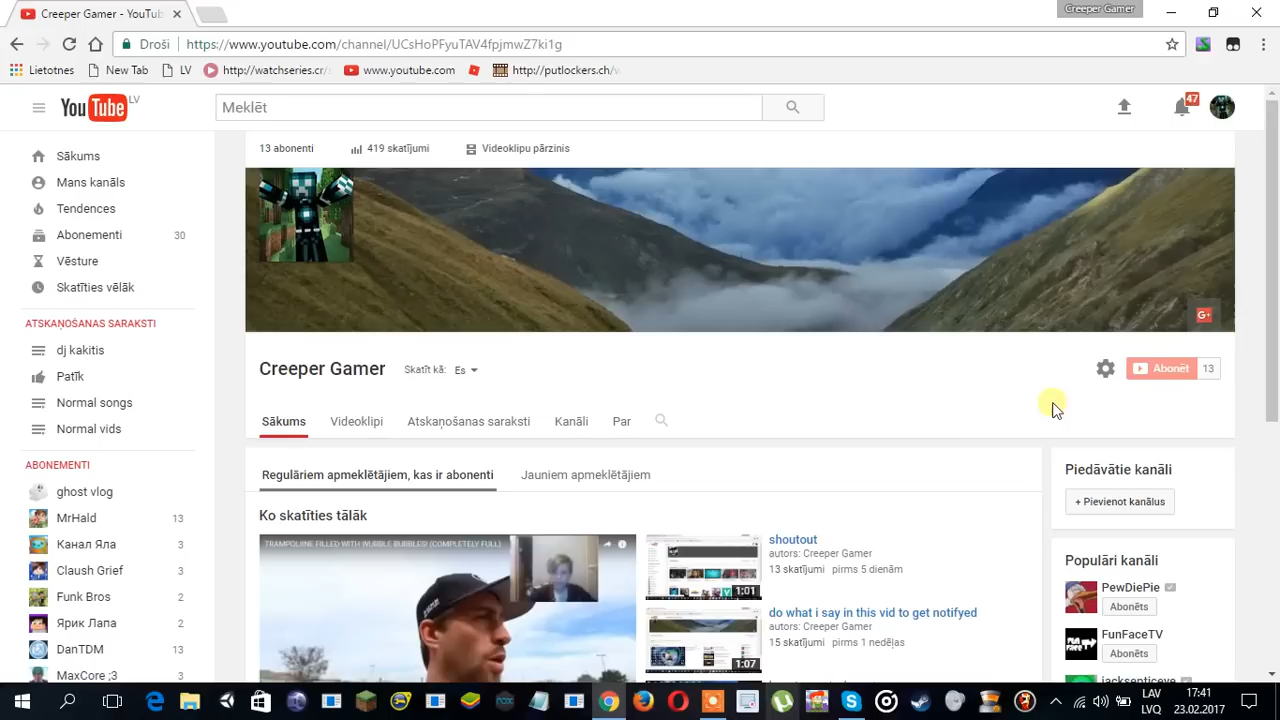 Creeper Gamer - YouTub
Creeper Gamer
Droši
https://www.youtube.com/channel/UCsHoPFyuTAV4fpjmwZ7ki1g
Lietotnes
New Tab
LV
http://watchseries.cr/
www.youtube.com
http://putlockers.ch/
YouTube LV
Meklēt
47
Sākums
Mans kanāls
Tendences
Abonementi 30
Vēsture
Skatīties vēlāk
ATSKAŅOŠANAS SARAKSTI
dj kakitis
Patīk
Normal songs
Normal vids
ABONEMENTI
ghost vlog
MrHald 13
Канал Яла 3
Claush Grief 3
Funk Bros 2
Ярик Лапа 2
DanTDM 13
MaxCore ;3
13 abonenti
419 skatījumi
Videoklipu pārzinis
G+
Creeper Gamer
Skatīt kā: Es
Abonēt 13
Sākums
Videoklipi
Atskaņošanas saraksti
Kanāli
Par
Regulāriem apmeklētājiem, kas ir abonenti
Jauniem apmeklētājiem
Ko skatīties tālāk
TRAMPOLINE FILLED WITH WUBBLE BUBBLES! (COMPLETELY FULL)
1:01
shoutout
autors: Creeper Gamer
13 skatījumi pirms 5 dienām
1:07
do what i say in this vid to get notifyed
autors: Creeper Gamer
15 skatījumi pirms 1 nedēļas
Piedāvātie kanāli
+ Pievienot kanālus
Populāri kanāli
PewDiePie
Abonēts
FunFaceTV
Abonēts
jacksepticeye
LAV
LVQ
17:41
23.02.2017